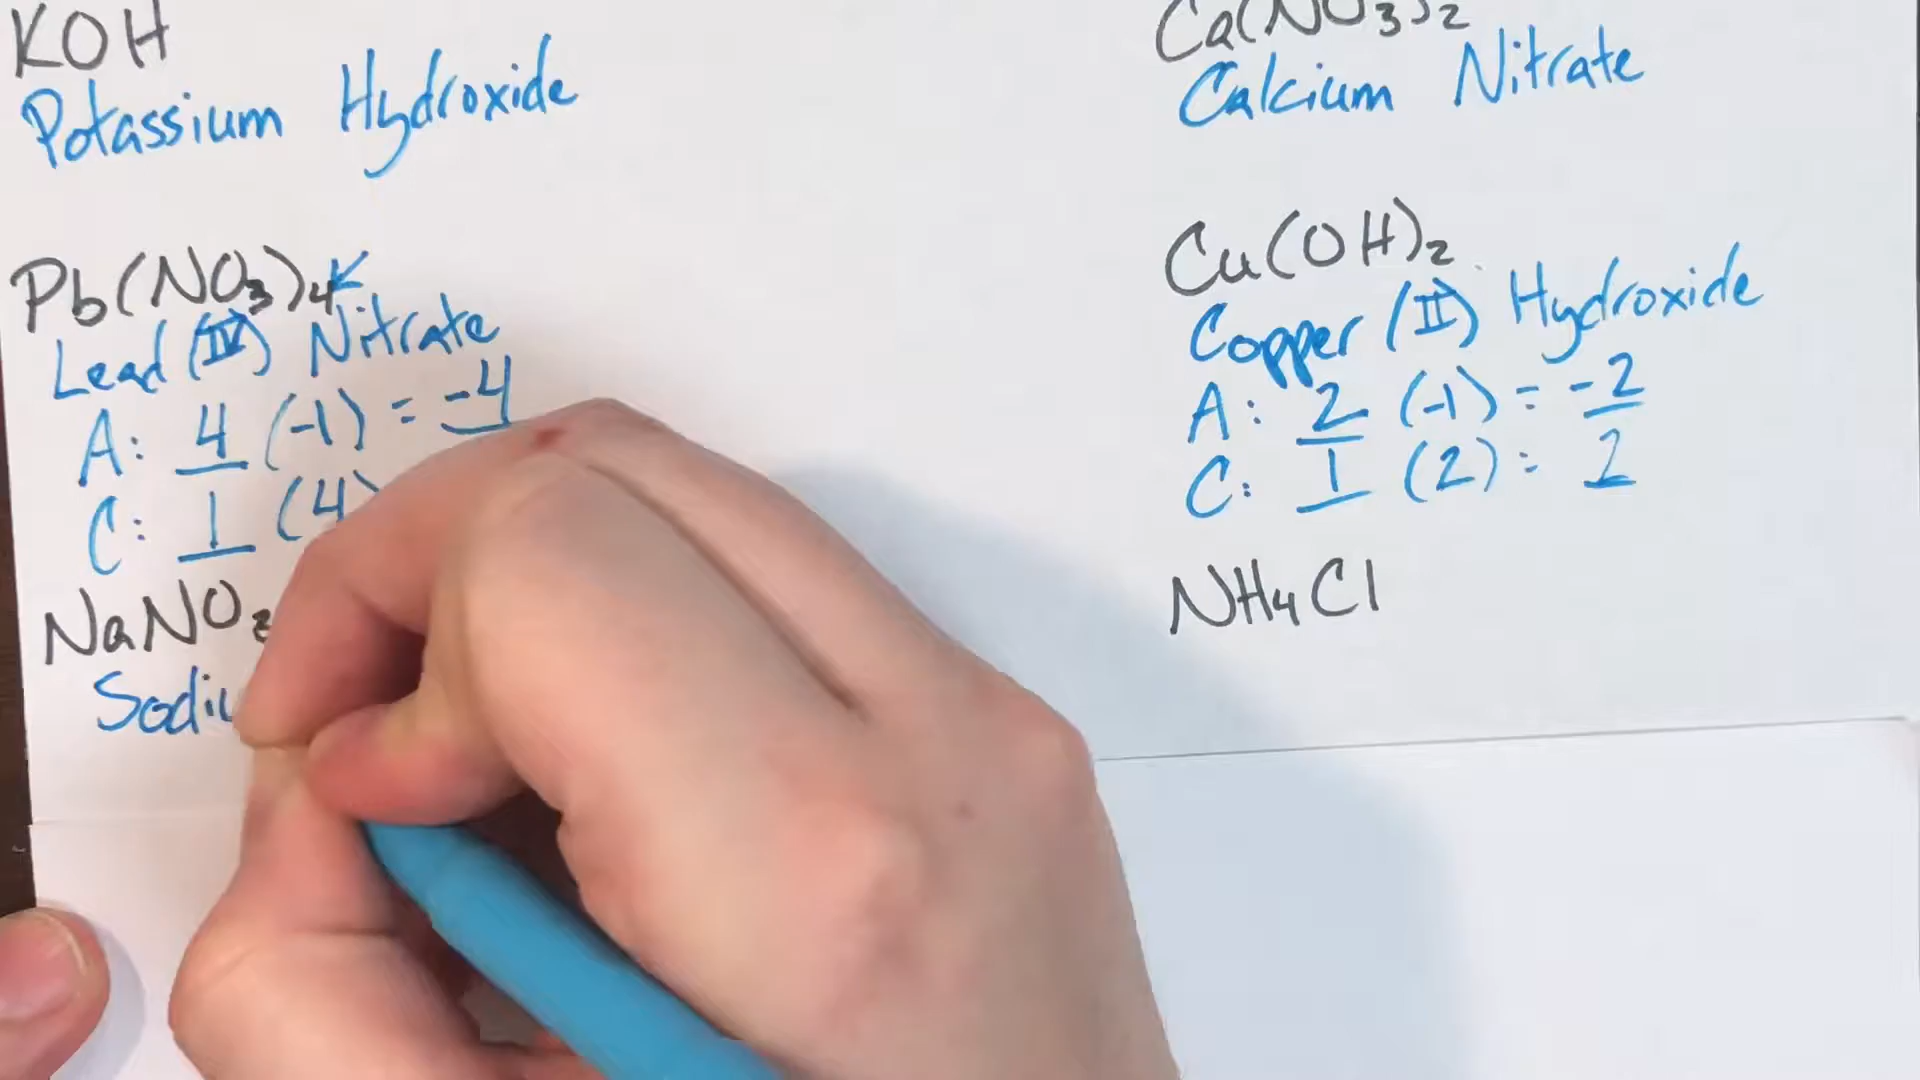 KOH
Potassium Hydroxide
Pb(NO₃)₄
Lead (IV) Nitrate
A: 4 (-1) = -4
C: 1 (4)
NaNO₂
Ca(NO₃)₂
Calcium Nitrate
Cu(OH)₂
Copper (II) Hydroxide
A: 2 (-1) = -2
C: 1 (2) = 2
NH₄Cl